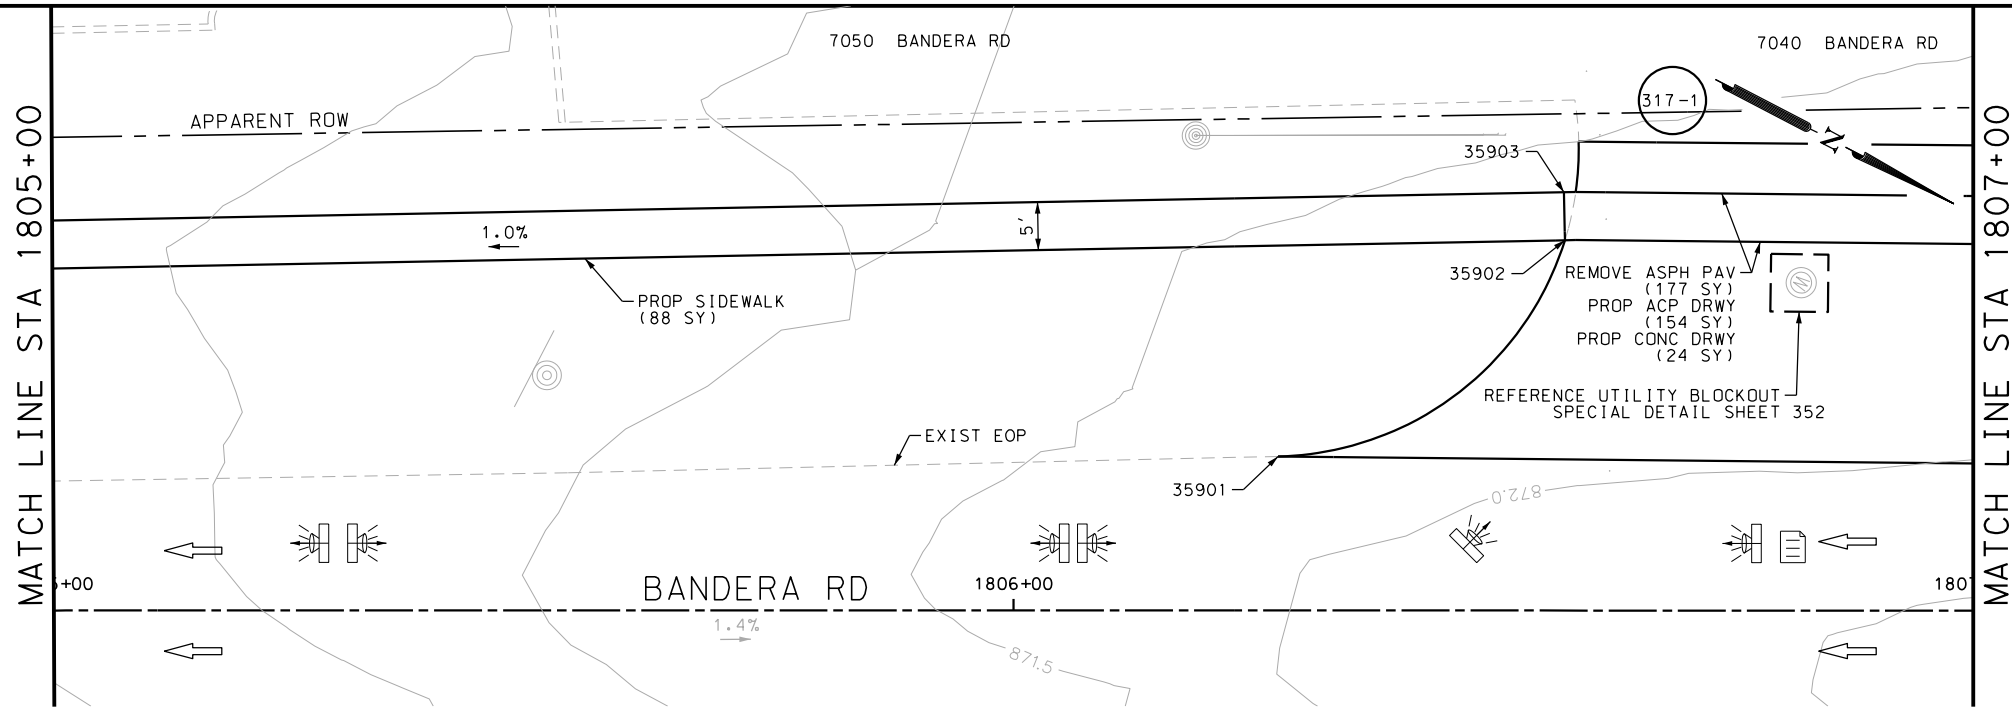 MATCH LINE STA 1805+00
7050 BANDERA RD
7040 BANDERA RD
317-1
APPARENT ROW
N
35903
1.0%
5'
35902
PROP SIDEWALK
(88 SY)
REMOVE ASPH PAV
(177 SY)
PROP ACP DRWY
(154 SY)
PROP CONC DRWY
(24 SY)
W
REFERENCE UTILITY BLOCKOUT
SPECIAL DETAIL SHEET 352
EXIST EOP
35901
872.0
+00
BANDERA RD
1806+00
180
1.4%
871.5
MATCH LINE STA 1807+00